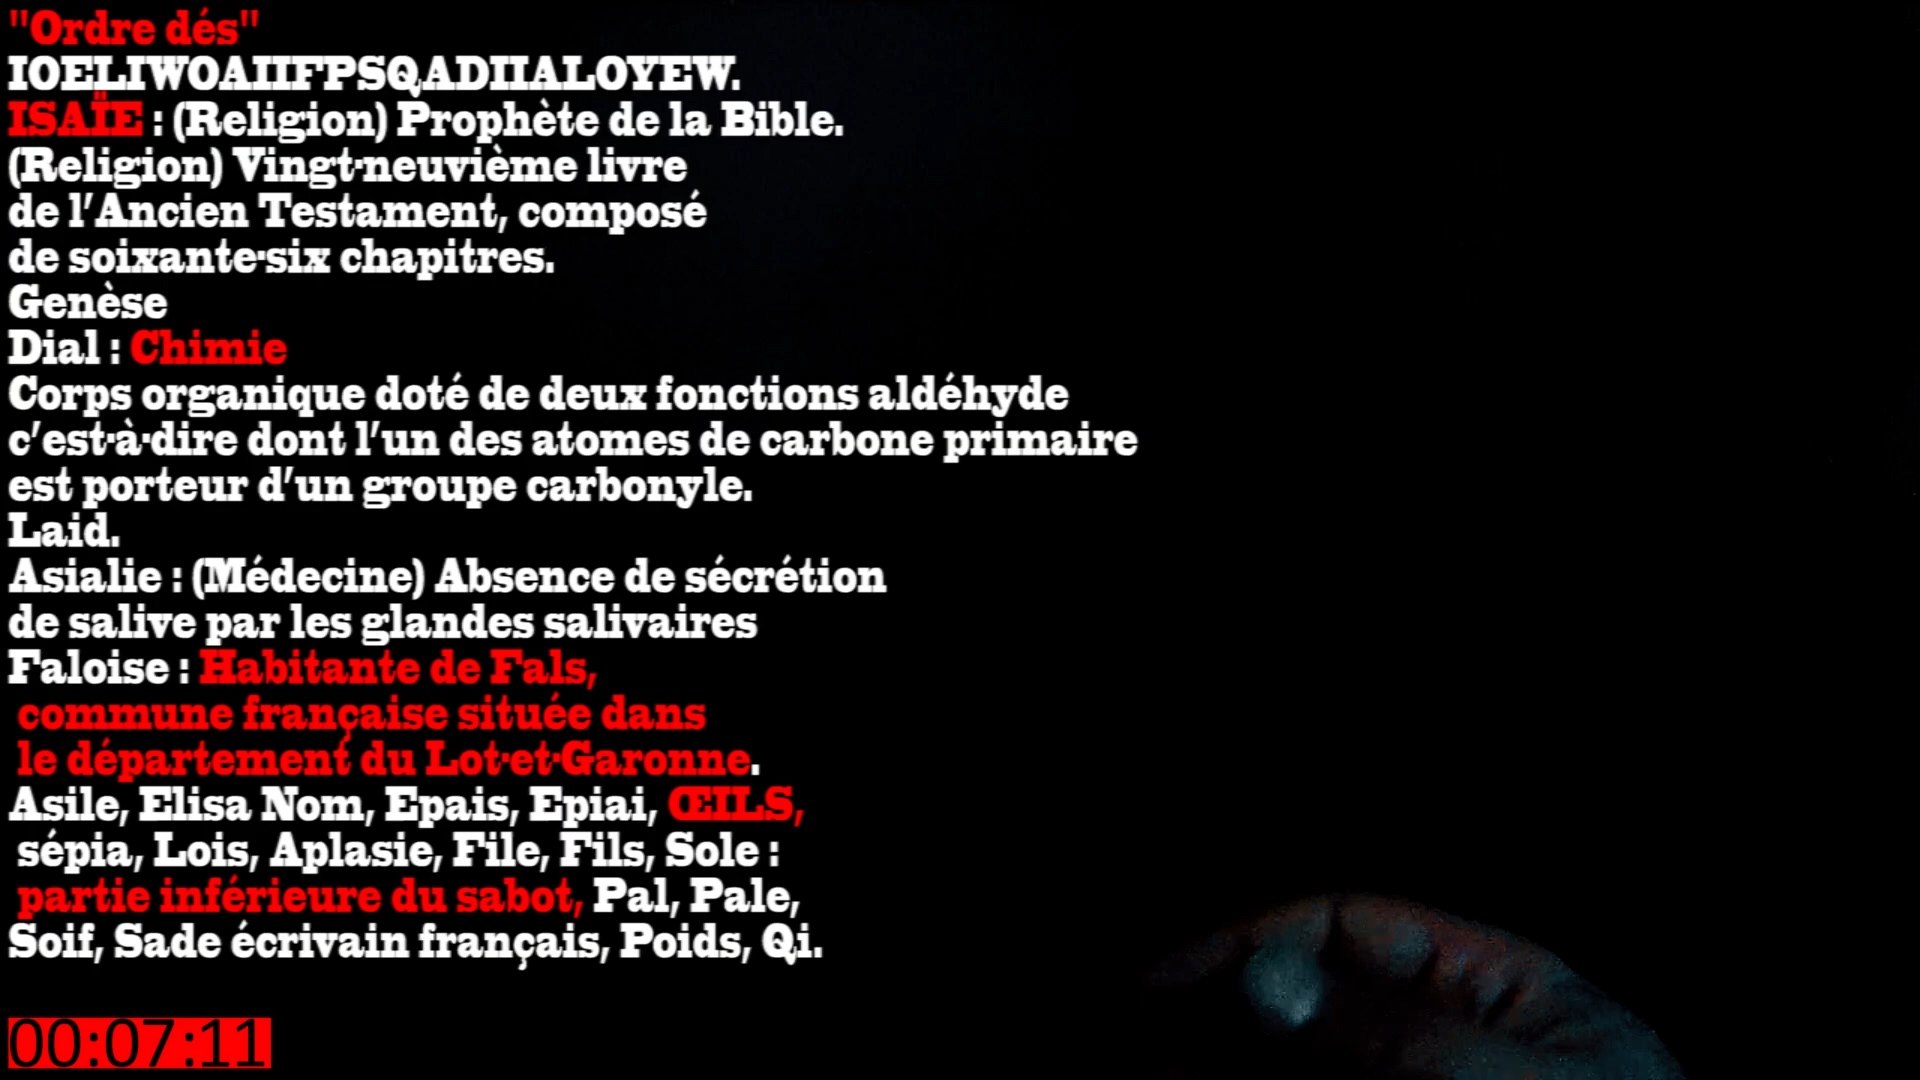 "Ordre dés"
IOELIWOAIIFPSQADIIALOYEW.
ISAÏE : (Religion) Prophète de la Bible.
(Religion) Vingt-neuvième livre
de l'Ancien Testament, composé
de soixante-six chapitres.
Genèse
Dial : Chimie
Corps organique doté de deux fonctions aldéhyde
c'est-à-dire dont l'un des atomes de carbone primaire
est porteur d'un groupe carbonyle.
Laid.
Asialie : (Médecine) Absence de sécrétion
de salive par les glandes salivaires
Faloise : Habitante de Fals,
commune française située dans
le département du Lot-et-Garonne.
Asile, Elisa Nom, Epais, Epiai, ŒILS,
sépia, Lois, Aplasie, File, Fils, Sole :
partie inférieure du sabot, Pal, Pale,
Soif, Sade écrivain français, Poids, Qi.
00:07:11